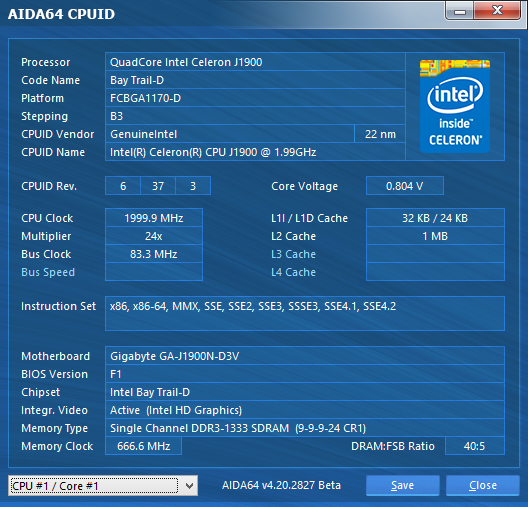 AIDA64 CPUID
Processor QuadCore Intel Celeron J1900
Code Name Bay Trail-D
Platform FCBGA1170-D
Stepping B3
CPUID Vendor GenuineIntel 22 nm
CPUID Name Intel(R) Celeron(R) CPU J1900 @ 1.99GHz
intel
inside™
CELERON®
CPUID Rev. 6 37 3 Core Voltage 0.804 V
CPU Clock 1999.9 MHz L1I / L1D Cache 32 KB / 24 KB
Multiplier 24x L2 Cache 1 MB
Bus Clock 83.3 MHz L3 Cache
Bus Speed L4 Cache
Instruction Set x86, x86-64, MMX, SSE, SSE2, SSE3, SSSE3, SSE4.1, SSE4.2
Motherboard Gigabyte GA-J1900N-D3V
BIOS Version F1
Chipset Intel Bay Trail-D
Integr. Video Active (Intel HD Graphics)
Memory Type Single Channel DDR3-1333 SDRAM (9-9-9-24 CR1)
Memory Clock 666.6 MHz DRAM:FSB Ratio 40:5
CPU #1 / Core #1 AIDA64 v4.20.2827 Beta Save Close